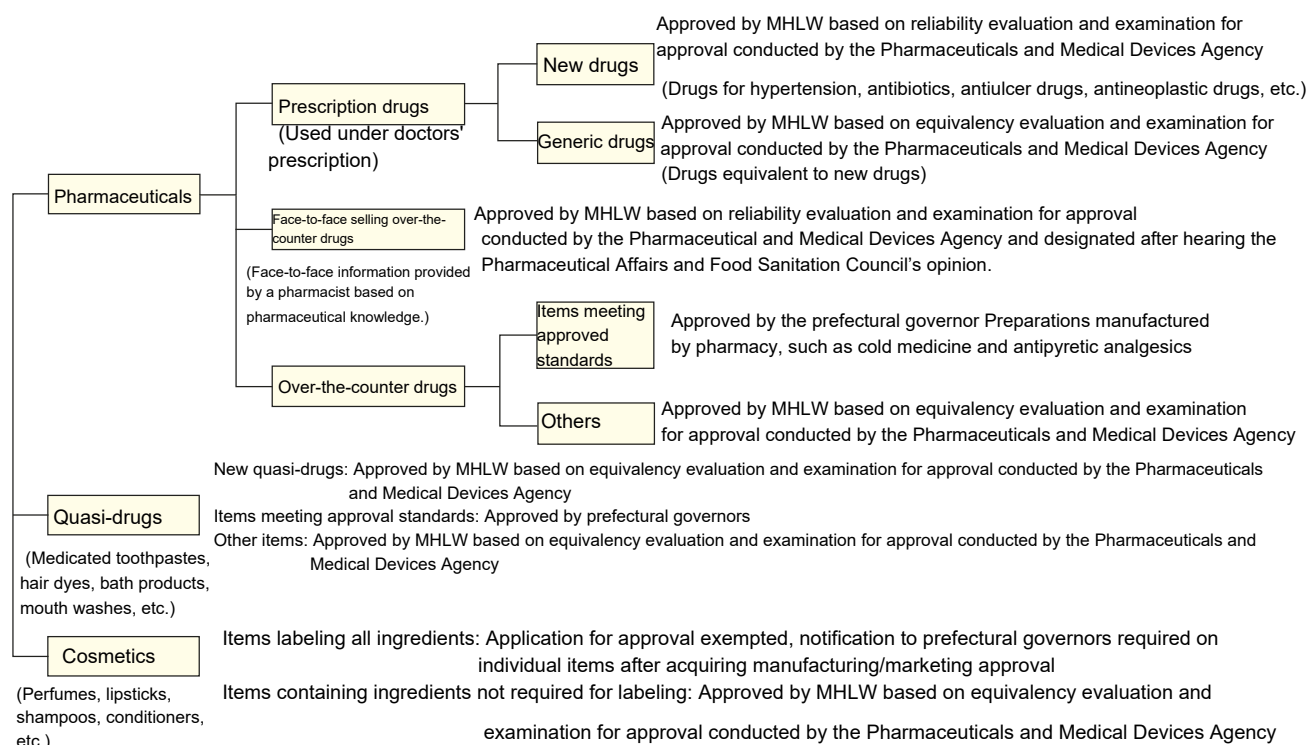 Approved by MHLW based on reliability evaluation and examination for
approval conducted by the Pharmaceuticals and Medical Devices Agency
New drugs
(Drugs for hypertension, antibiotics, antiulcer drugs, antineoplastic drugs, etc.)
Prescription drugs
(Used under doctors'
prescription)
Approved by MHLW based on equivalency evaluation and examination for
Generic drugs
approval conducted by the Pharmaceuticals and Medical Devices Agency
(Drugs equivalent to new drugs)
Pharmaceuticals
Face-to-face selling over-the-
counter drugs
Approved by MHLW based on reliability evaluation and examination for approval
conducted by the Pharmaceutical and Medical Devices Agency and designated after hearing the
Pharmaceutical Affairs and Food Sanitation Council’s opinion.
(Face-to-face information provided
by a pharmacist based on
pharmaceutical knowledge.)
Items meeting
approved
standards
Approved by the prefectural governor Preparations manufactured
by pharmacy, such as cold medicine and antipyretic analgesics
Over-the-counter drugs
Others
Approved by MHLW based on equivalency evaluation and examination
for approval conducted by the Pharmaceuticals and Medical Devices Agency
New quasi-drugs: Approved by MHLW based on equivalency evaluation and examination for approval conducted by the Pharmaceuticals
and Medical Devices Agency
Quasi-drugs
Items meeting approval standards: Approved by prefectural governors
Other items: Approved by MHLW based on equivalency evaluation and examination for approval conducted by the Pharmaceuticals and
Medical Devices Agency
(Medicated toothpastes,
hair dyes, bath products,
mouth washes, etc.)
Cosmetics
Items labeling all ingredients: Application for approval exempted, notification to prefectural governors required on
individual items after acquiring manufacturing/marketing approval
(Perfumes, lipsticks,
shampoos, conditioners,
etc.)
Items containing ingredients not required for labeling: Approved by MHLW based on equivalency evaluation and
examination for approval conducted by the Pharmaceuticals and Medical Devices Agency